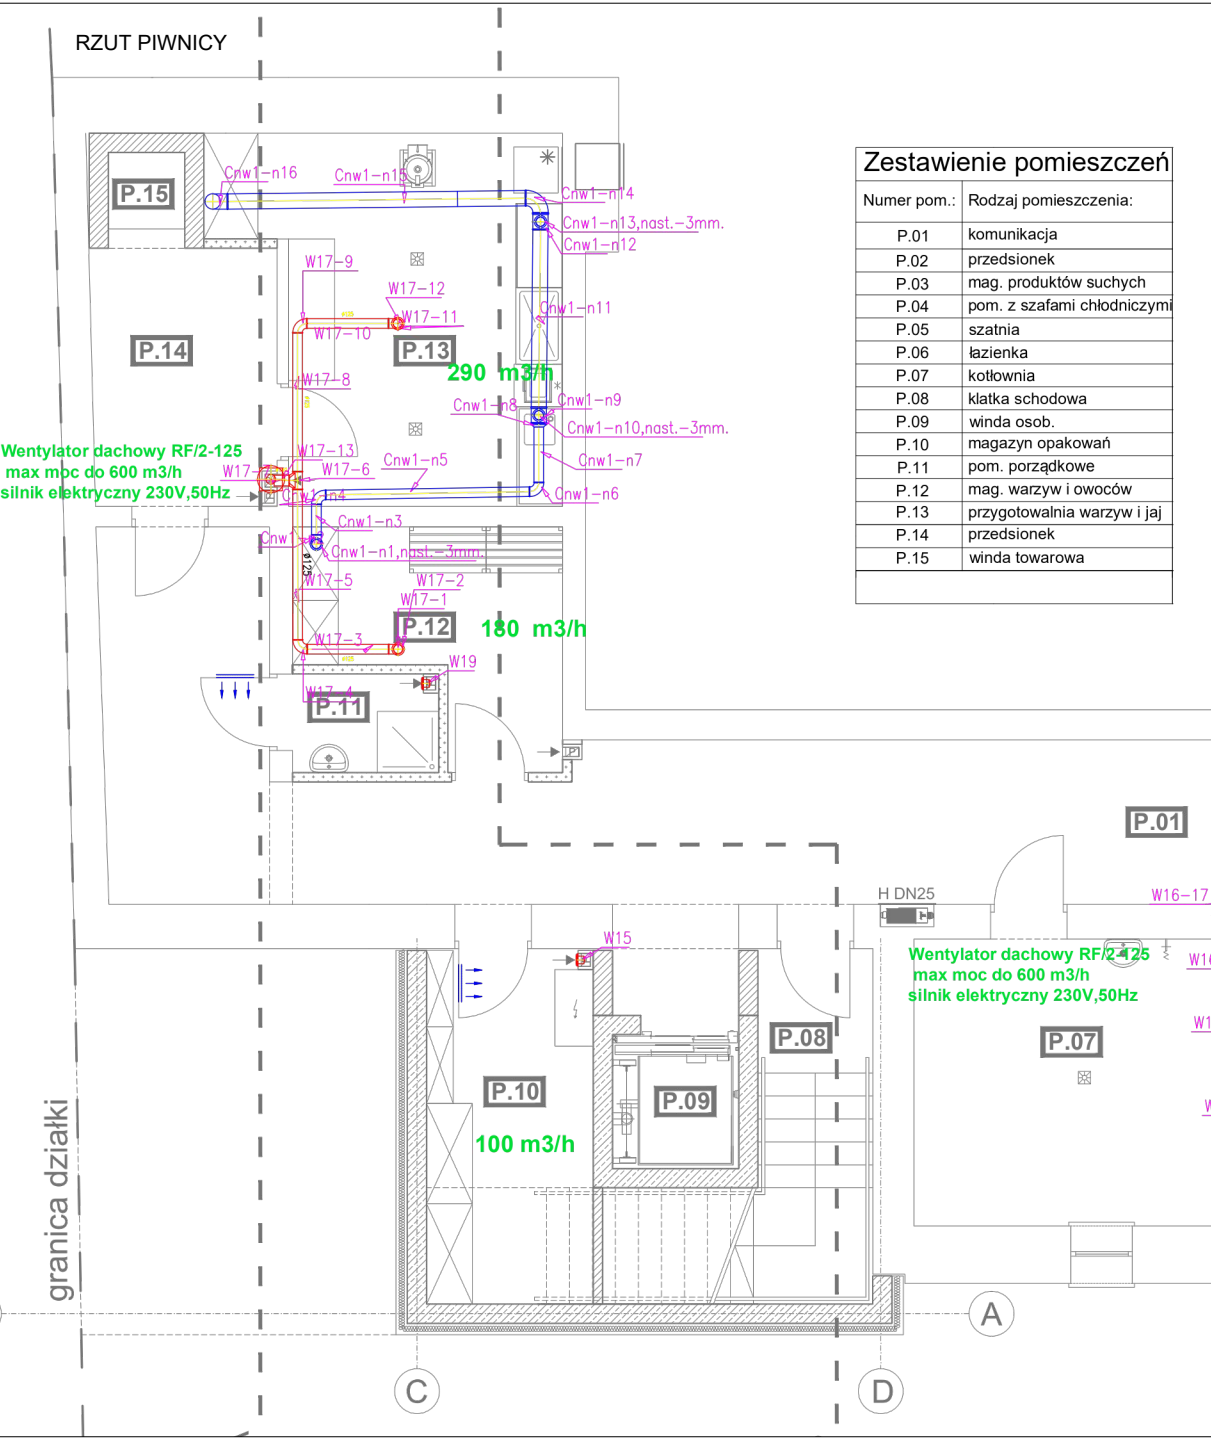 RZUT PIWNICY
Zestawienie pomieszczeń
Numer pom.: Rodzaj pomieszczenia:
P.01 komunikacja
P.02 przedsionek
P.03 mag. produktów suchych
P.04 pom. z szafami chłodniczymi
P.05 szatnia
P.06 łazienka
P.07 kotłownia
P.08 klatka schodowa
P.09 winda osob.
P.10 magazyn opakowań
P.11 pom. porządkowe
P.12 mag. warzyw i owoców
P.13 przygotowalnia warzyw i jaj
P.14 przedsionek
P.15 winda towarowa
Cnw1-n16
Cnw1-n15
Cnw1-n14
P.15
Cnw1-n13,nast.-3mm.
Cnw1-n12
W17-9
W17-12
Cnw1-n11
W17-11
W17-10
P.14
P.13
290 m3/h
W17-8
Cnw1-n8
Cnw1-n9
Cnw1-n10,nast.-3mm.
Wentylator dachowy RF/2-125
max moc do 600 m3/h
silnik elektryczny 230V,50Hz
W17-13
W17-6
Cnw1-n5
Cnw1-n7
Cnw1-n6
Cnw1-n3
Cnw1-n1,nast.-3mm.
ø125
W17-5
W17-2
W17-1
P.12
180 m3/h
W17-3
W19
W17-4
P.11
P
P.01
H DN25
T
W16-17
W15
Wentylator dachowy RF/2-125
max moc do 600 m3/h
silnik elektryczny 230V,50Hz
P.08
P.07
P.10
P.09
100 m3/h
granica działki
A
C
D